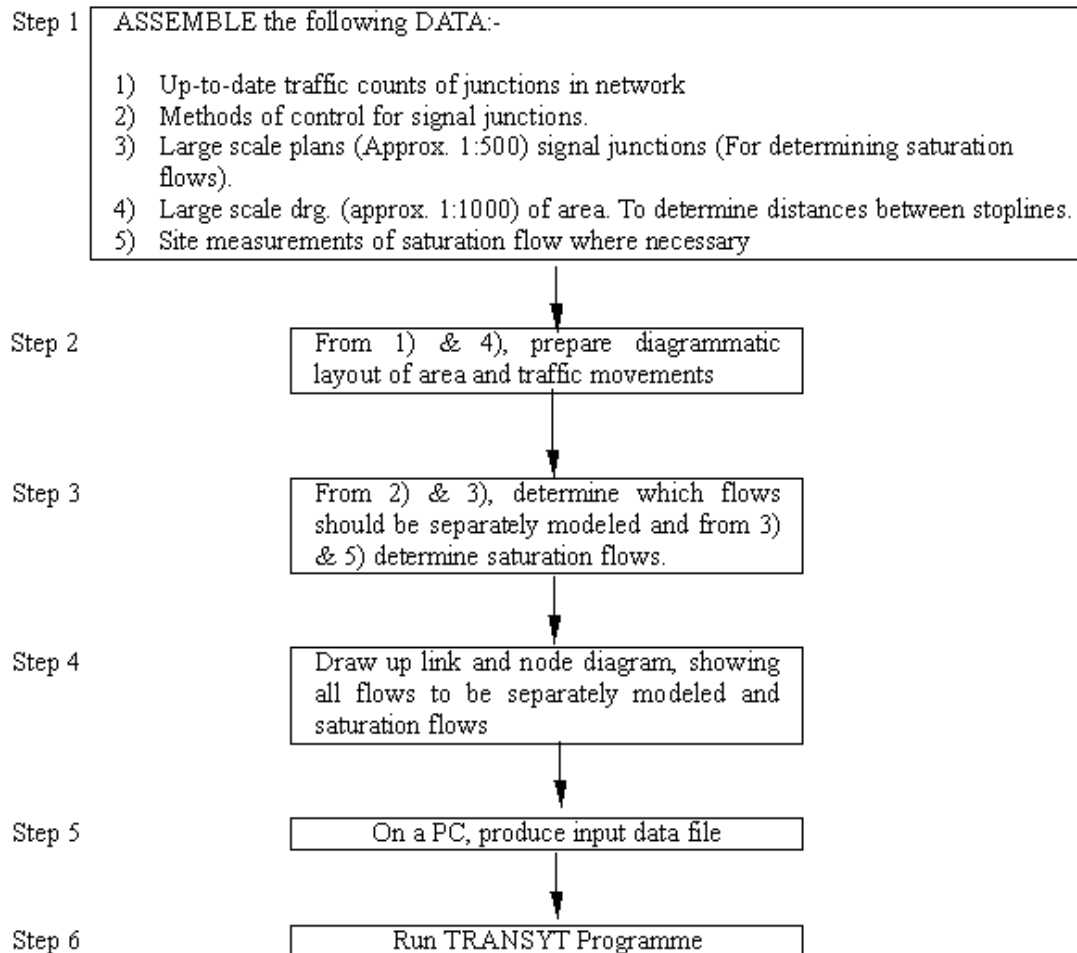 Step 1
ASSEMBLE the following DATA:-
1) Up-to-date traffic counts of junctions in network
2) Methods of control for signal junctions.
3) Large scale plans (Approx. 1:500) signal junctions (For determining saturation
flows).
4) Large scale drg. (approx. 1:1000) of area. To determine distances between stoplines.
5) Site measurements of saturation flow where necessary
Step 2
From 1) & 4), prepare diagrammatic
layout of area and traffic movements
Step 3
From 2) & 3), determine which flows
should be separately modeled and from 3)
& 5) determine saturation flows.
Step 4
Draw up link and node diagram, showing
all flows to be separately modeled and
saturation flows
Step 5
On a PC, produce input data file
Step 6
Run TRANSYT Programme